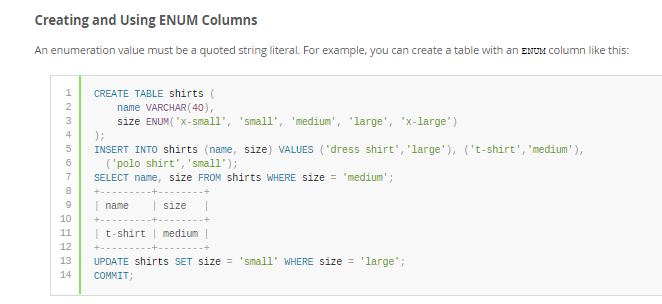 Creating and Using ENUM Columns
An enumeration value must be a quoted string literal. For example, you can create a table with an ENUM column like this:
1 CREATE TABLE shirts (
2     name VARCHAR(40),
3     size ENUM('x-small', 'small', 'medium', 'large', 'x-large')
4 );
5 INSERT INTO shirts (name, size) VALUES ('dress shirt','large'), ('t-shirt','medium'),
6   ('polo shirt','small');
7 SELECT name, size FROM shirts WHERE size = 'medium';
8 +---------+--------+
9 | name    | size   |
10 +---------+--------+
11 | t-shirt | medium |
12 +---------+--------+
13 UPDATE shirts SET size = 'small' WHERE size = 'large';
14 COMMIT;